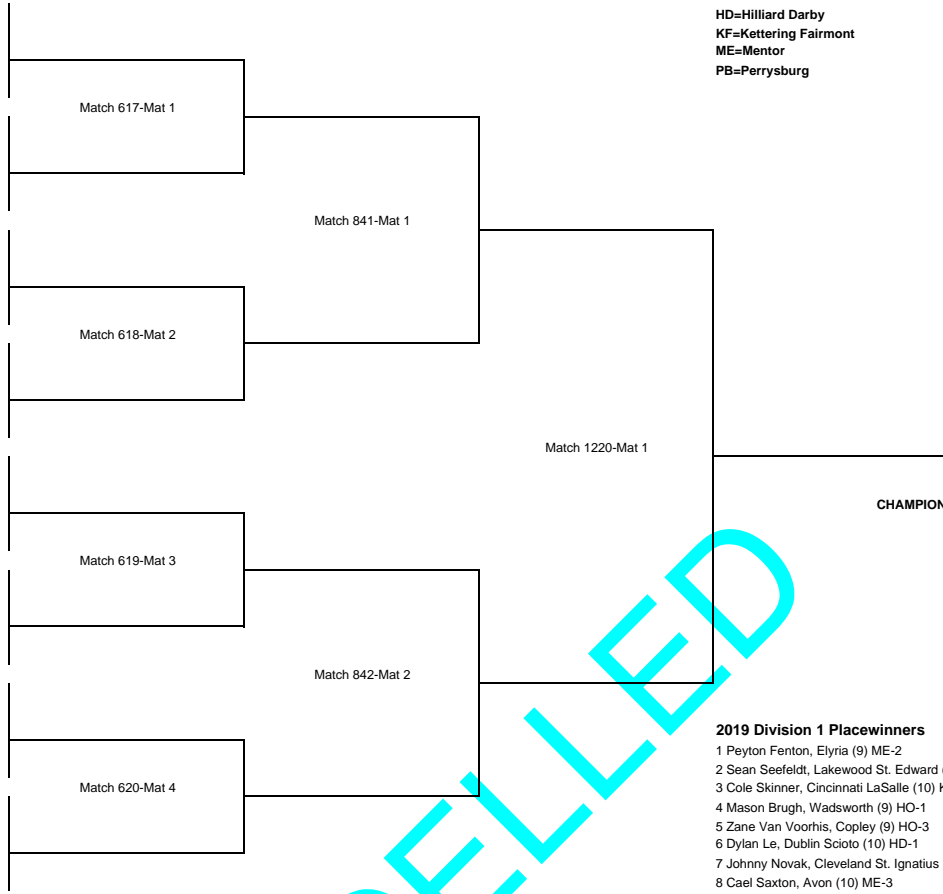 HD=Hilliard Darby
KF=Kettering Fairmont
ME=Mentor
PB=Perrysburg
Match 617-Mat 1
Match 841-Mat 1
Match 618-Mat 2
Match 1220-Mat 1
CHAMPION
Match 619-Mat 3
Match 842-Mat 2
Match 620-Mat 4
ELLED
2019 Division 1 Placewinners
1 Peyton Fenton, Elyria (9) ME-2
2 Sean Seefeldt, Lakewood St. Edward (
3 Cole Skinner, Cincinnati LaSalle (10) K
4 Mason Brugh, Wadsworth (9) HO-1
5 Zane Van Voorhis, Copley (9) HO-3
6 Dylan Le, Dublin Scioto (10) HD-1
7 Johnny Novak, Cleveland St. Ignatius
8 Cael Saxton, Avon (10) ME-3